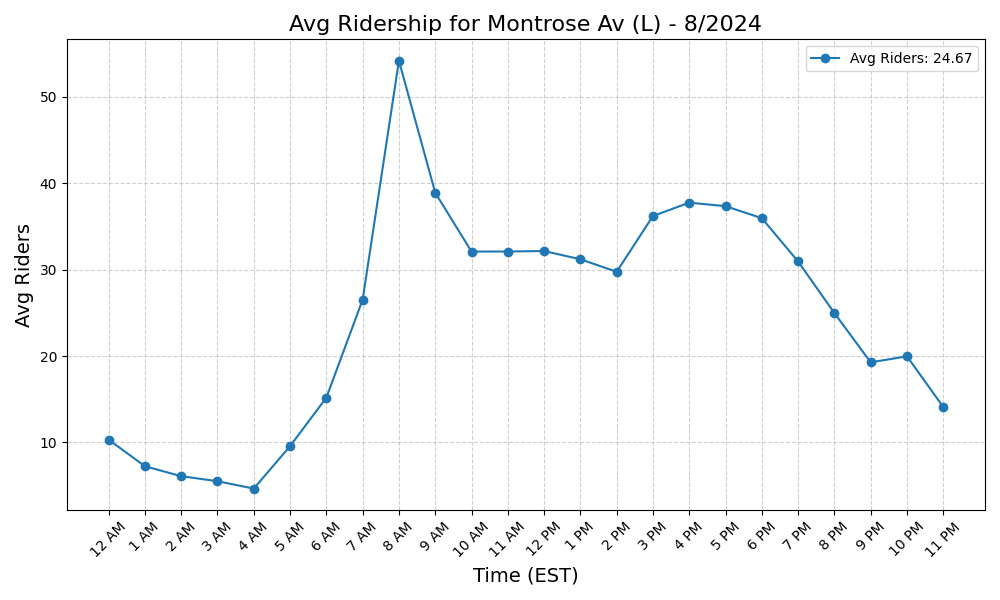 Avg Ridership for Montrose Av (L) - 8/2024
Avg Riders: 24.67
Avg Riders
50
40
30
20
10
12 AM
1 AM
2 AM
3 AM
4 AM
5 AM
6 AM
7 AM
8 AM
9 AM
10 AM
11 AM
12 PM
1 PM
2 PM
3 PM
4 PM
5 PM
6 PM
7 PM
8 PM
9 PM
10 PM
11 PM
Time (EST)